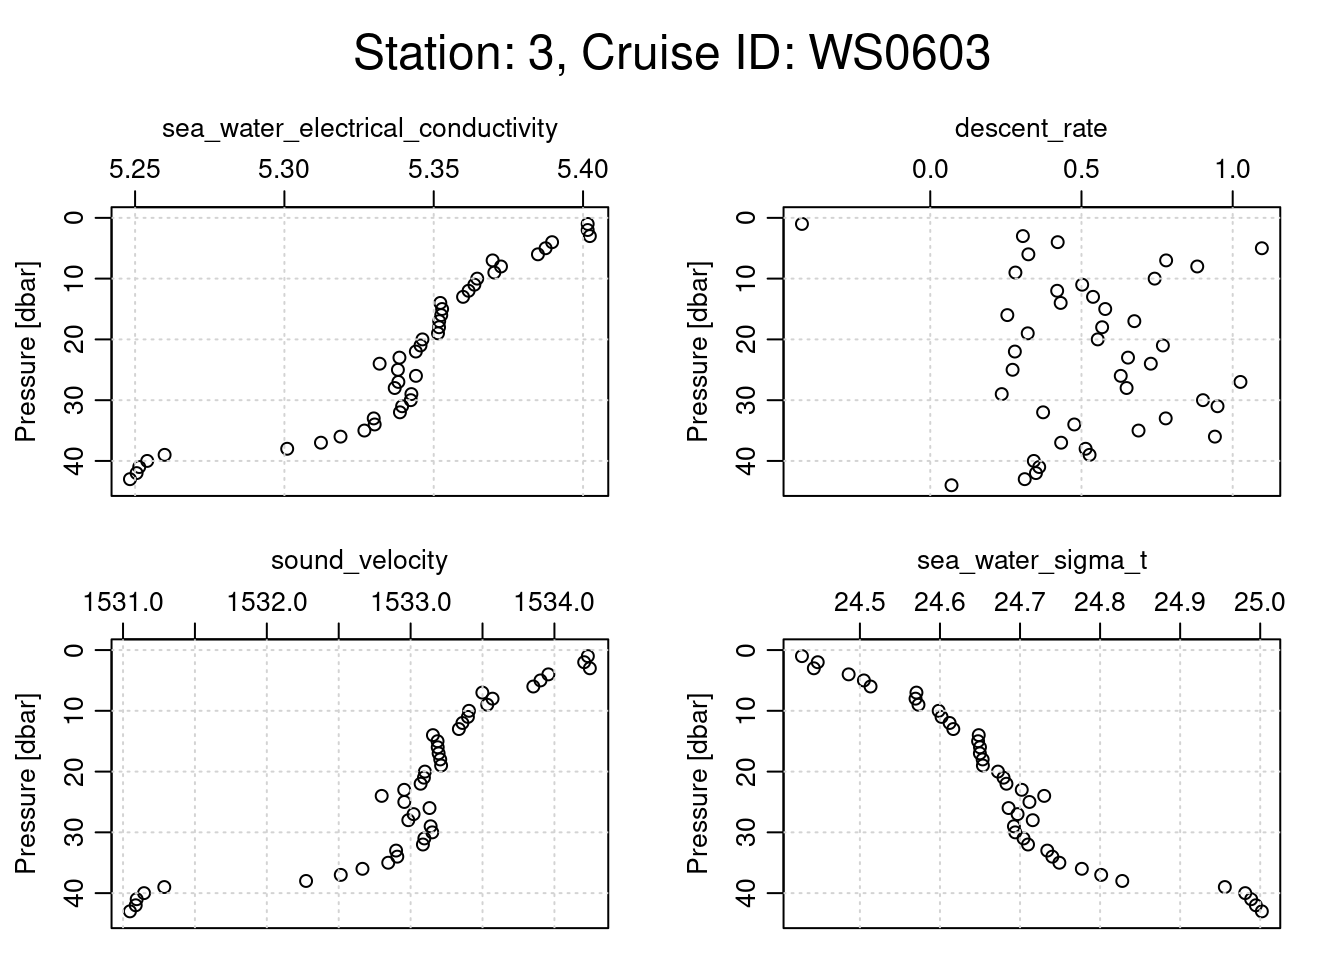 Station: 3, Cruise ID: WS0603
sea_water_electrical_conductivity
5.25 5.30 5.35 5.40
Pressure [dbar]
0
10
20
30
40
descent_rate
0.0 0.5 1.0
Pressure [dbar]
0
10
20
30
40
sound_velocity
1531.0 1532.0 1533.0 1534.0
Pressure [dbar]
0
10
20
30
40
sea_water_sigma_t
24.5 24.6 24.7 24.8 24.9 25.0
Pressure [dbar]
0
10
20
30
40